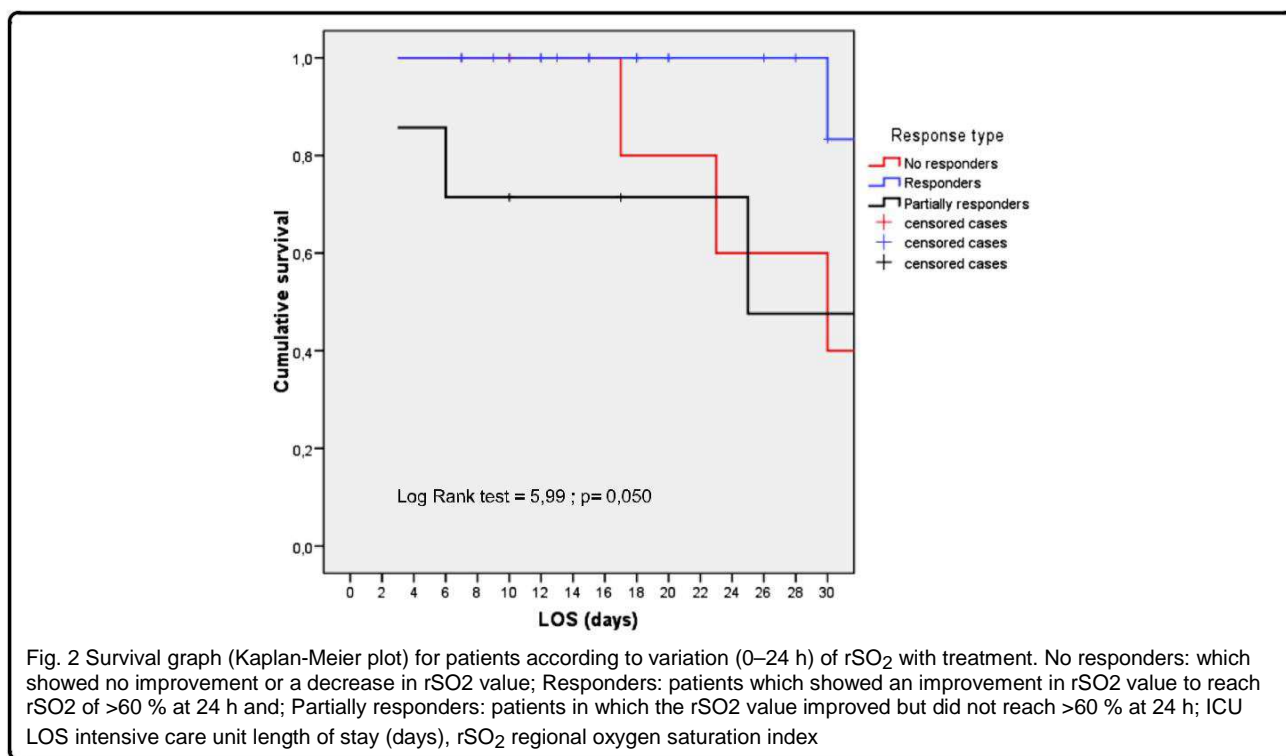 1,0
0,8
0,6
0,4
0,2
0,0
Cumulative survival
Log Rank test = 5,99 ; p= 0,050
0 2 4 6 8 10 12 14 16 18 20 22 24 26 28 30
LOS (days)
Response type
No responders
Responders
Partially responders
censored cases
censored cases
censored cases
Fig. 2 Survival graph (Kaplan-Meier plot) for patients according to variation (0–24 h) of rSO₂ with treatment. No responders: which
showed no improvement or a decrease in rSO2 value; Responders: patients which showed an improvement in rSO2 value to reach
rSO2 of >60 % at 24 h and; Partially responders: patients in which the rSO2 value improved but did not reach >60 % at 24 h; ICU
LOS intensive care unit length of stay (days), rSO₂ regional oxygen saturation index